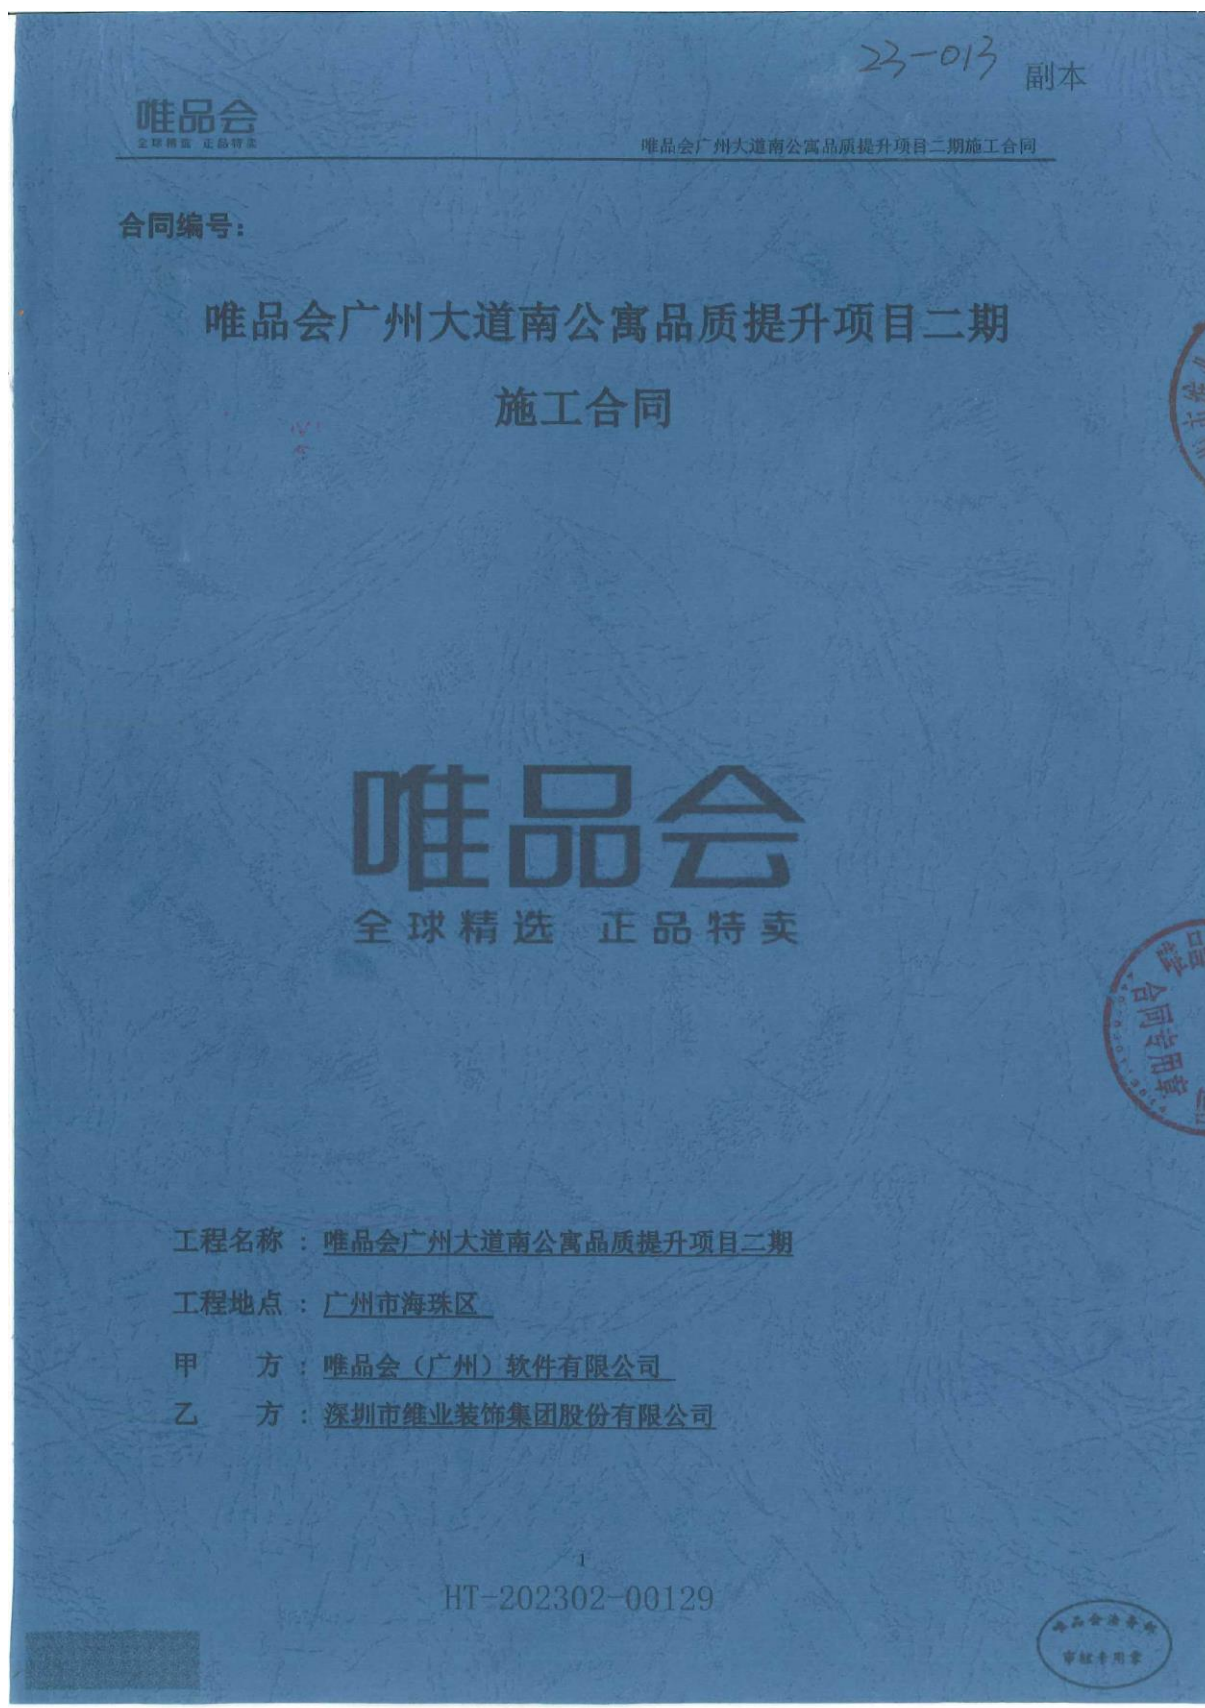 23-013 副本
唯品会
全球精选 正品特卖
唯品会广州大道南公寓品质提升项目二期施工合同
合同编号：
唯品会广州大道南公寓品质提升项目二期
施工合同
唯品会
全球精选 正品特卖
合同专用章
工程名称：唯品会广州大道南公寓品质提升项目二期
工程地点：广州市海珠区
甲 方：唯品会（广州）软件有限公司
乙 方：深圳市维业装饰集团股份有限公司
1
HT-202302-00129
唯品会法务部
审核专用章